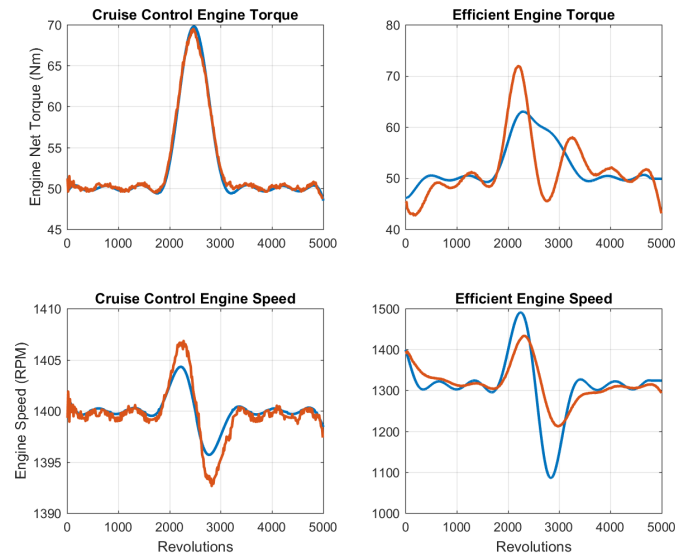 Cruise Control Engine Torque
Engine Net Torque (Nm)
70
65
60
55
50
45
0 1000 2000 3000 4000 5000
Efficient Engine Torque
80
70
60
50
40
0 1000 2000 3000 4000 5000
Cruise Control Engine Speed
Engine Speed (RPM)
1410
1405
1400
1395
1390
0 1000 2000 3000 4000 5000
Revolutions
Efficient Engine Speed
1500
1400
1300
1200
1100
1000
0 1000 2000 3000 4000 5000
Revolutions